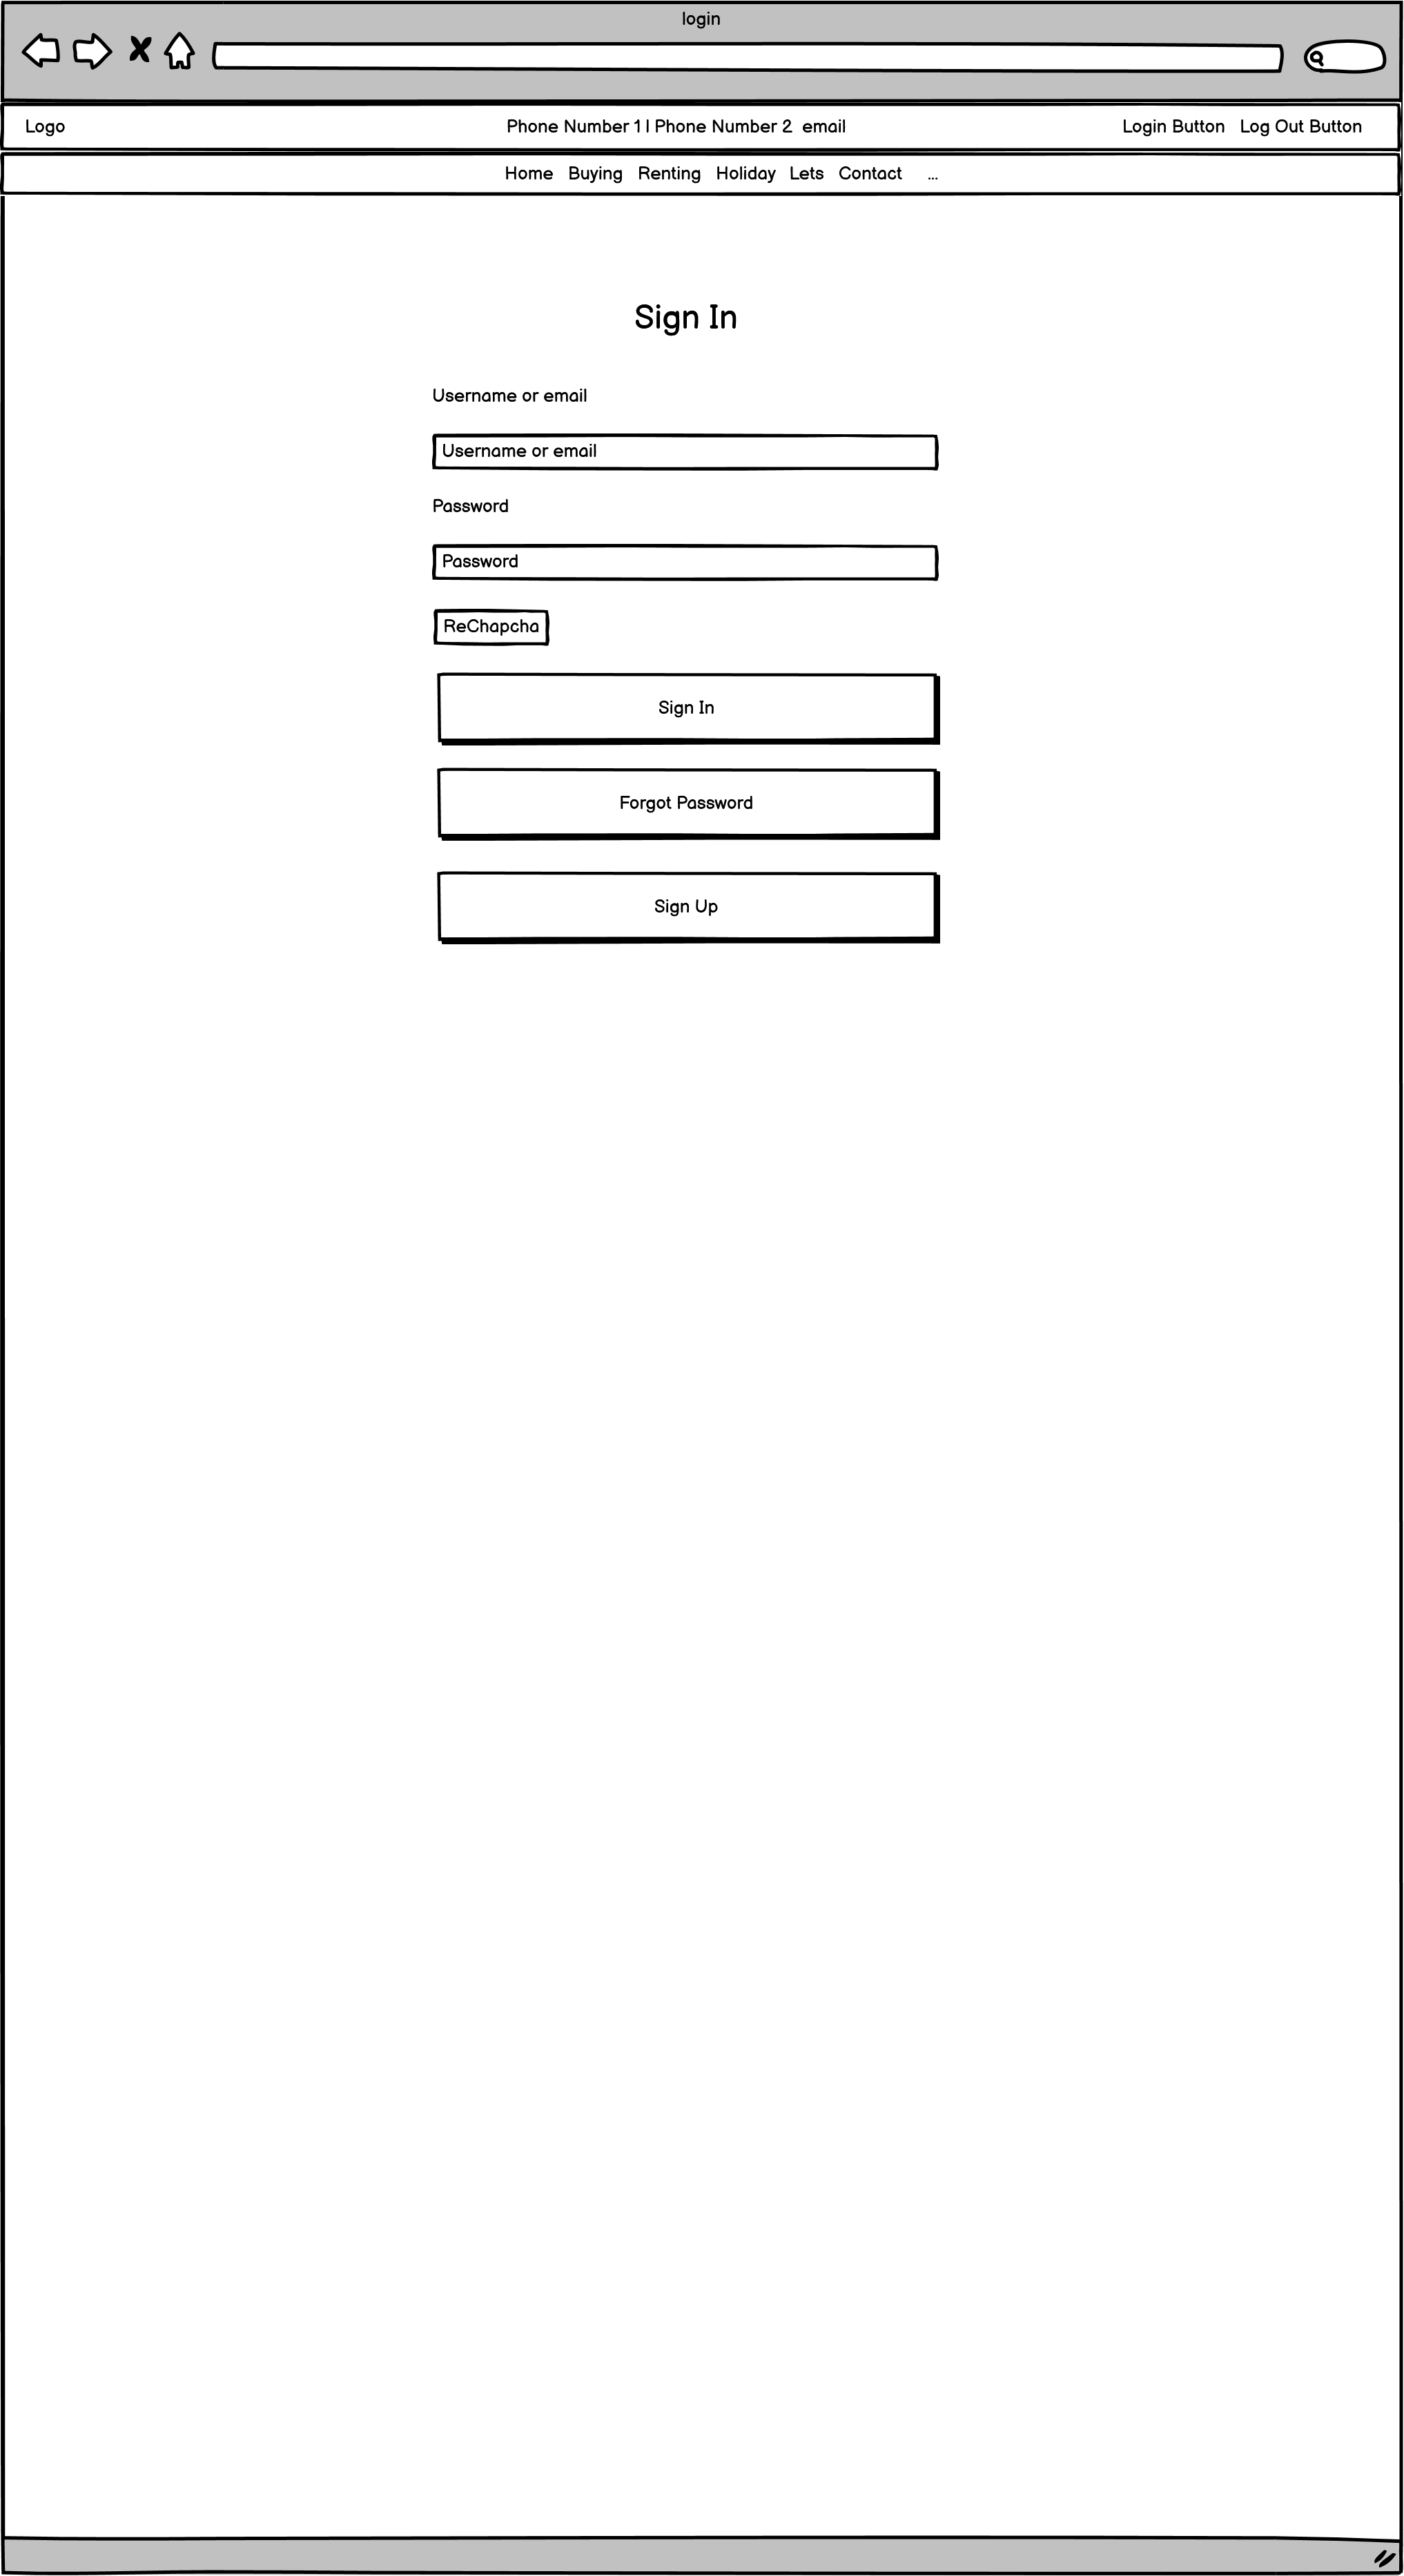 login
Logo Phone Number 1 | Phone Number 2 email Login Button Log Out Button
Home Buying Renting Holiday Lets Contact ...
Sign In
Username or email
Username or email
Password
Password
ReChapcha
Sign In
Forgot Password
Sign Up